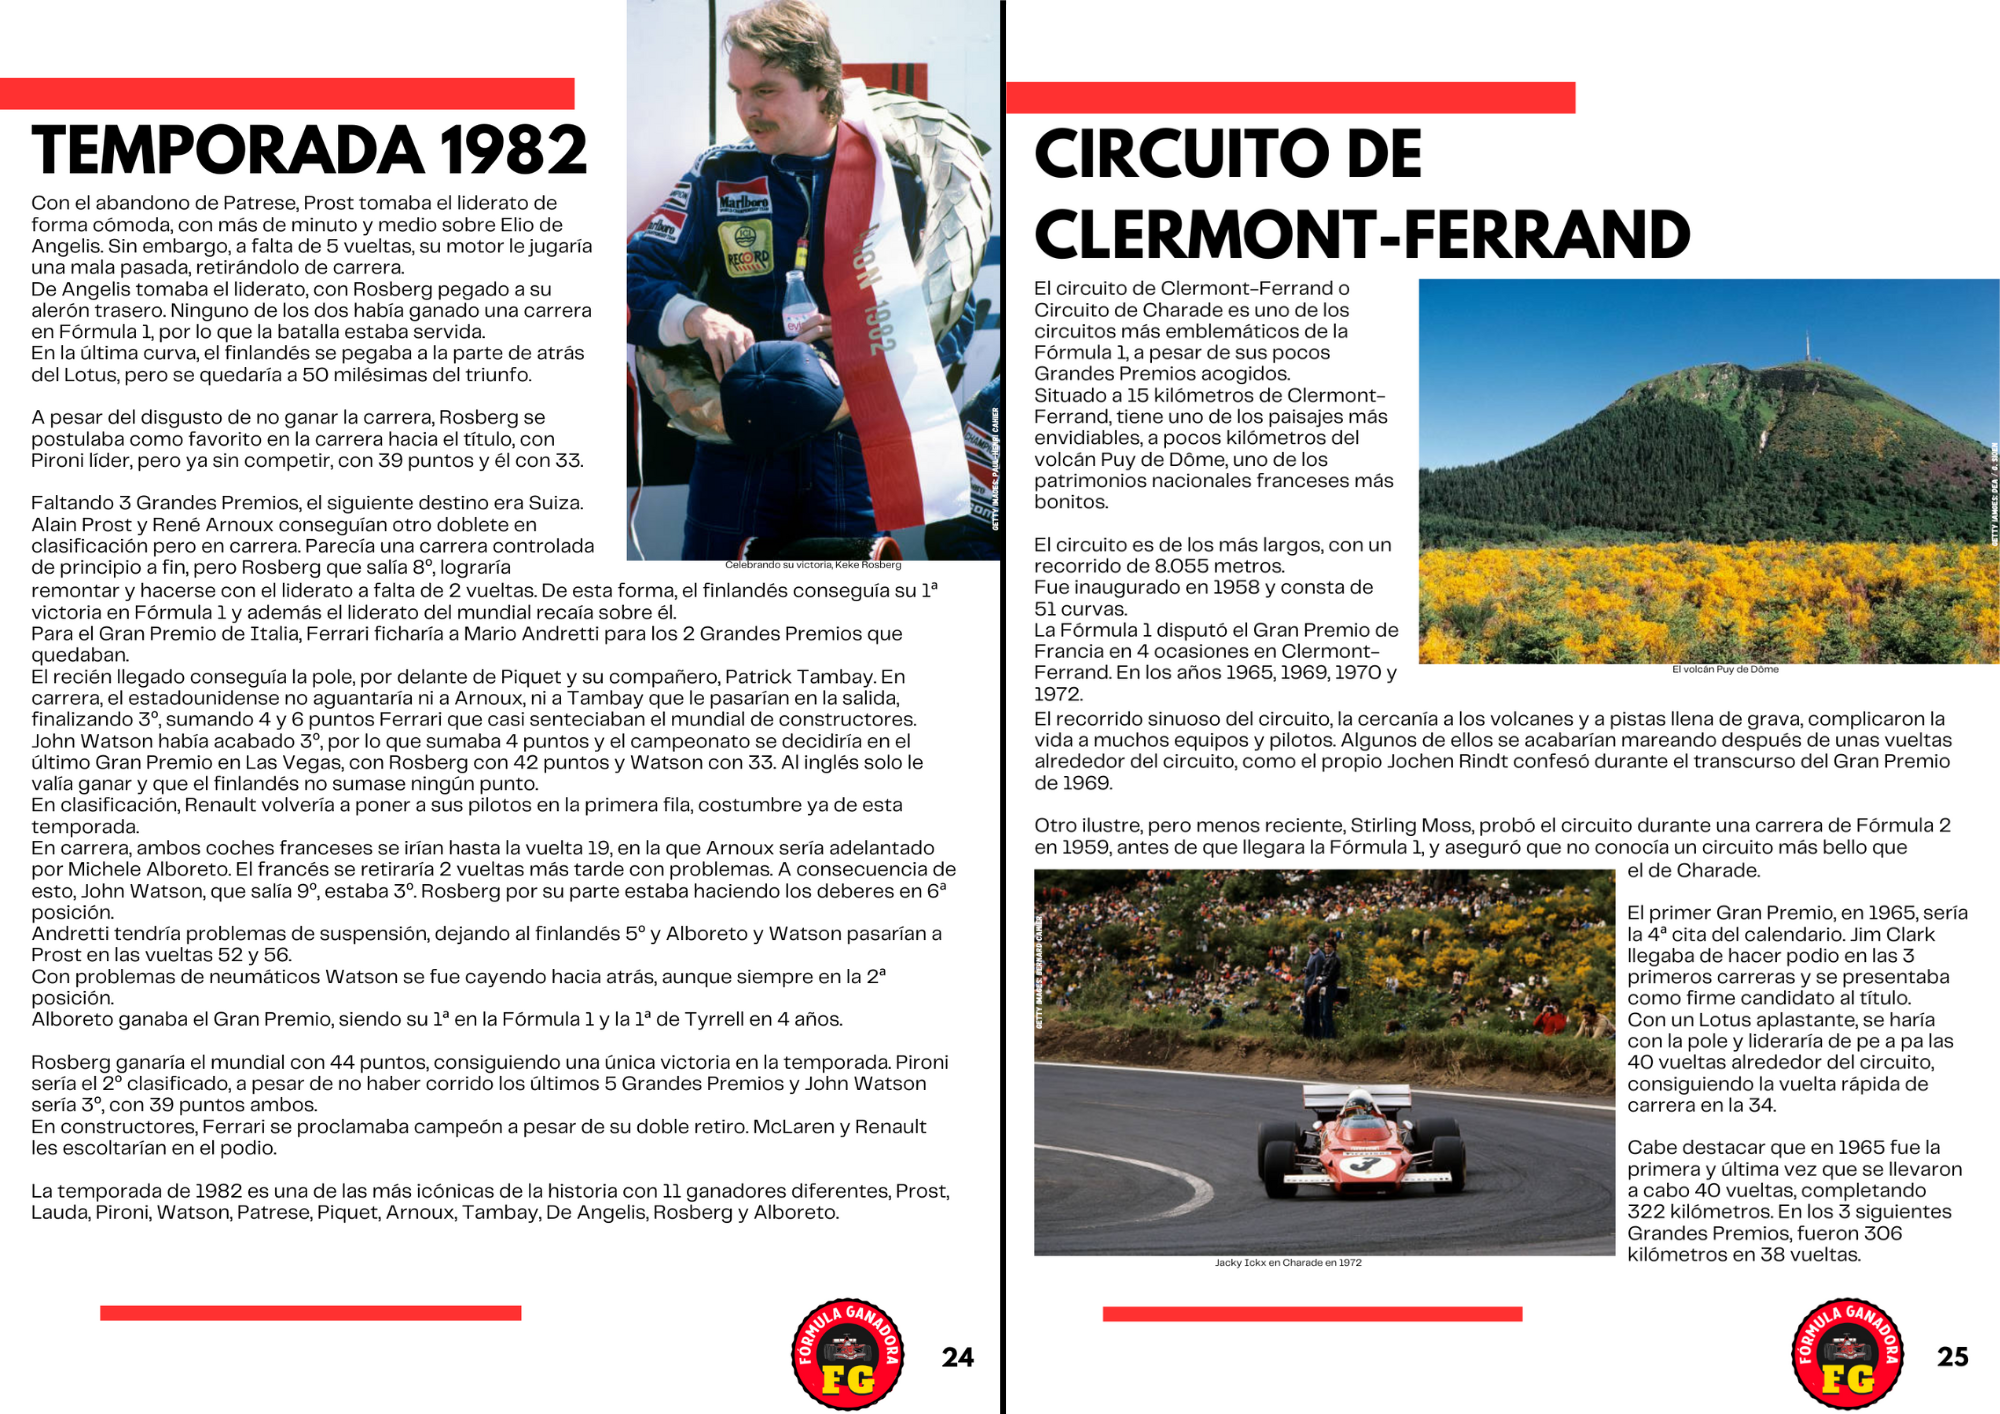 TEMPORADA 1982
Con el abandono de Patrese, Prost tomaba el liderato de
forma cómoda, con más de minuto y medio sobre Elio de
Angelis. Sin embargo, a falta de 5 vueltas, su motor le jugaría
una mala pasada, retirándolo de carrera.
De Angelis tomaba el liderato, con Rosberg pegado a su
alerón trasero. Ninguno de los dos había ganado una carrera
en Fórmula 1, por lo que la batalla estaba servida.
En la última curva, el finlandés se pegaba a la parte de atrás
del Lotus, pero se quedaría a 50 milésimas del triunfo.
A pesar del disgusto de no ganar la carrera, Rosberg se
postulaba como favorito en la carrera hacia el título, con
Pironi líder, pero ya sin competir, con 39 puntos y él con 33.
Faltando 3 Grandes Premios, el siguiente destino era Suiza.
Alain Prost y René Arnoux conseguían otro doblete en
clasificación pero en carrera. Parecía una carrera controlada
de principio a fin, pero Rosberg que salía 8º, lograría
remontar y hacerse con el liderato a falta de 2 vueltas. De esta forma, el finlandés conseguía su 1ª
victoria en Fórmula 1 y además el liderato del mundial recaía sobre él.
Para el Gran Premio de Italia, Ferrari ficharía a Mario Andretti para los 2 Grandes Premios que
quedaban.
El recién llegado conseguía la pole, por delante de Piquet y su compañero, Patrick Tambay. En
carrera, el estadounidense no aguantaría ni a Arnoux, ni a Tambay que le pasarían en la salida,
finalizando 3º, sumando 4 y 6 puntos Ferrari que casi senteciaban el mundial de constructores.
John Watson había acabado 3º, por lo que sumaba 4 puntos y el campeonato se decidiría en el
último Gran Premio en Las Vegas, con Rosberg con 42 puntos y Watson con 33. Al inglés solo le
valía ganar y que el finlandés no sumase ningún punto.
En clasificación, Renault volvería a poner a sus pilotos en la primera fila, costumbre ya de esta
temporada.
En carrera, ambos coches franceses se irían hasta la vuelta 19, en la que Arnoux sería adelantado
por Michele Alboreto. El francés se retiraría 2 vueltas más tarde con problemas. A consecuencia de
esto, John Watson, que salía 9º, estaba 3º. Rosberg por su parte estaba haciendo los deberes en 6ª
posición.
Andretti tendría problemas de suspensión, dejando al finlandés 5º y Alboreto y Watson pasarían a
Prost en las vueltas 52 y 56.
Con problemas de neumáticos Watson se fue cayendo hacia atrás, aunque siempre en la 2ª
posición.
Alboreto ganaba el Gran Premio, siendo su 1ª en la Fórmula 1 y la 1ª de Tyrrell en 4 años.
Rosberg ganaría el mundial con 44 puntos, consiguiendo una única victoria en la temporada. Pironi
sería el 2º clasificado, a pesar de no haber corrido los últimos 5 Grandes Premios y John Watson
sería 3º, con 39 puntos ambos.
En constructores, Ferrari se proclamaba campeón a pesar de su doble retiro. McLaren y Renault
les escoltarían en el podio.
La temporada de 1982 es una de las más icónicas de la historia con 11 ganadores diferentes, Prost,
Lauda, Pironi, Watson, Patrese, Piquet, Arnoux, Tambay, De Angelis, Rosberg y Alboreto.
Marlboro
Marlboro
RECORD
evian
DIJON 1982
CHAMPION
GETTY IMAGES: PAUL-HENRI CAHIER
Celebrando su victoria, Keke Rosberg
FÓRMULA GANADORA
FG
24
CIRCUITO DE
CLERMONT-FERRAND
El circuito de Clermont-Ferrand o
Circuito de Charade es uno de los
circuitos más emblemáticos de la
Fórmula 1, a pesar de sus pocos
Grandes Premios acogidos.
Situado a 15 kilómetros de Clermont-
Ferrand, tiene uno de los paisajes más
envidiables, a pocos kilómetros del
volcán Puy de Dôme, uno de los
patrimonios nacionales franceses más
bonitos.
El circuito es de los más largos, con un
recorrido de 8.055 metros.
Fue inaugurado en 1958 y consta de
51 curvas.
La Fórmula 1 disputó el Gran Premio de
Francia en 4 ocasiones en Clermont-
Ferrand. En los años 1965, 1969, 1970 y
1972.
GETTY IAMGES: DEA / G. SIOEN
El volcán Puy de Dôme
El recorrido sinuoso del circuito, la cercanía a los volcanes y a pistas llena de grava, complicaron la
vida a muchos equipos y pilotos. Algunos de ellos se acabarían mareando después de unas vueltas
alrededor del circuito, como el propio Jochen Rindt confesó durante el transcurso del Gran Premio
de 1969.
Otro ilustre, pero menos reciente, Stirling Moss, probó el circuito durante una carrera de Fórmula 2
en 1959, antes de que llegara la Fórmula 1, y aseguró que no conocía un circuito más bello que
el de Charade.
El primer Gran Premio, en 1965, sería
la 4ª cita del calendario. Jim Clark
llegaba de hacer podio en las 3
primeros carreras y se presentaba
como firme candidato al título.
Con un Lotus aplastante, se haría
con la pole y lideraría de pe a pa las
40 vueltas alrededor del circuito,
consiguiendo la vuelta rápida de
carrera en la 34.
Cabe destacar que en 1965 fue la
primera y última vez que se llevaron
a cabo 40 vueltas, completando
322 kilómetros. En los 3 siguientes
Grandes Premios, fueron 306
kilómetros en 38 vueltas.
GETTY IMAGES: BERNARD CAHIER
3
Jacky Ickx en Charade en 1972
FÓRMULA GANADORA
FG
25